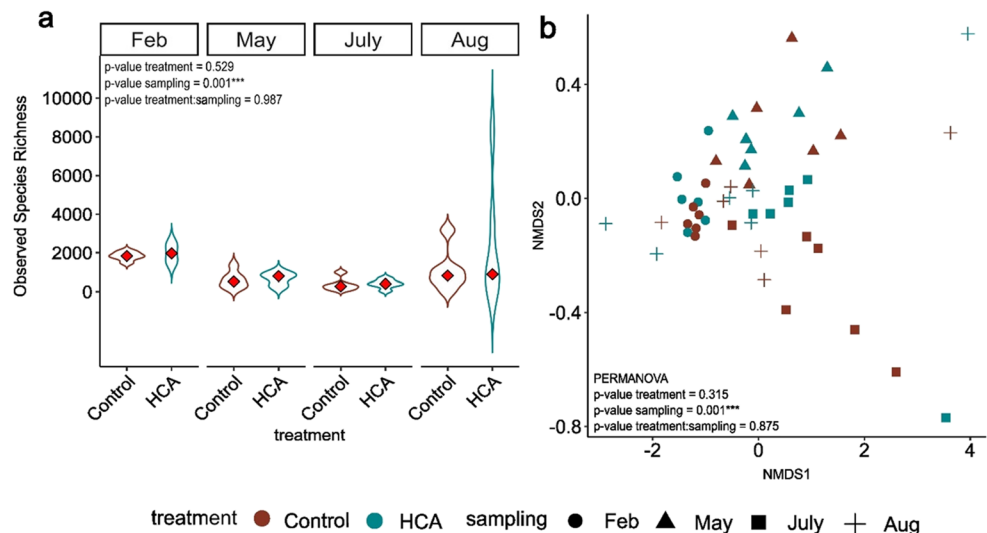 a
Feb May July Aug
p-value treatment = 0.529
p-value sampling = 0.001***
p-value treatment:sampling = 0.987
10000
8000
6000
4000
2000
0
Observed Species Richness
Control HCA Control HCA Control HCA Control HCA
treatment
b
0.4
0.0
-0.4
-0.8
NMDS2
PERMANOVA
p-value treatment = 0.315
p-value sampling = 0.001***
p-value treatment:sampling = 0.875
-2 0 2 4
NMDS1
treatment Control HCA sampling Feb May July Aug